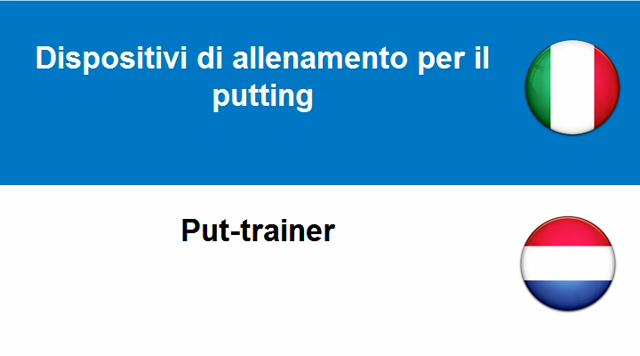 Dispositivi di allenamento per il
putting
Put-trainer